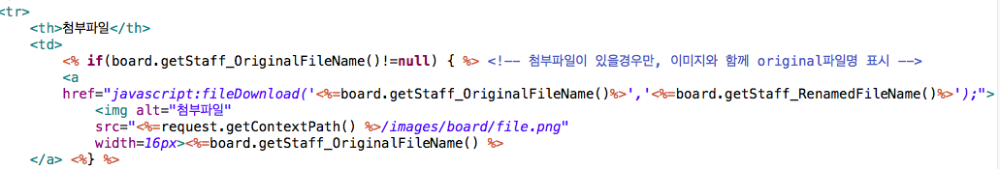 <tr>
<th>첨부파일</th>
<td>
<% if(board.getStaff_OriginalFileName()!=null) { %> <!-- 첨부파일이 있을경우만, 이미지와 함께 original파일명 표시 -->
<a
href="javascript:fileDownload('<%=board.getStaff_OriginalFileName()%>','<%=board.getStaff_RenamedFileName()%>');">
<img alt="첨부파일"
src="<%=request.getContextPath() %>/images/board/file.png"
width=16px><%=board.getStaff_OriginalFileName() %>
</a> <%} %>